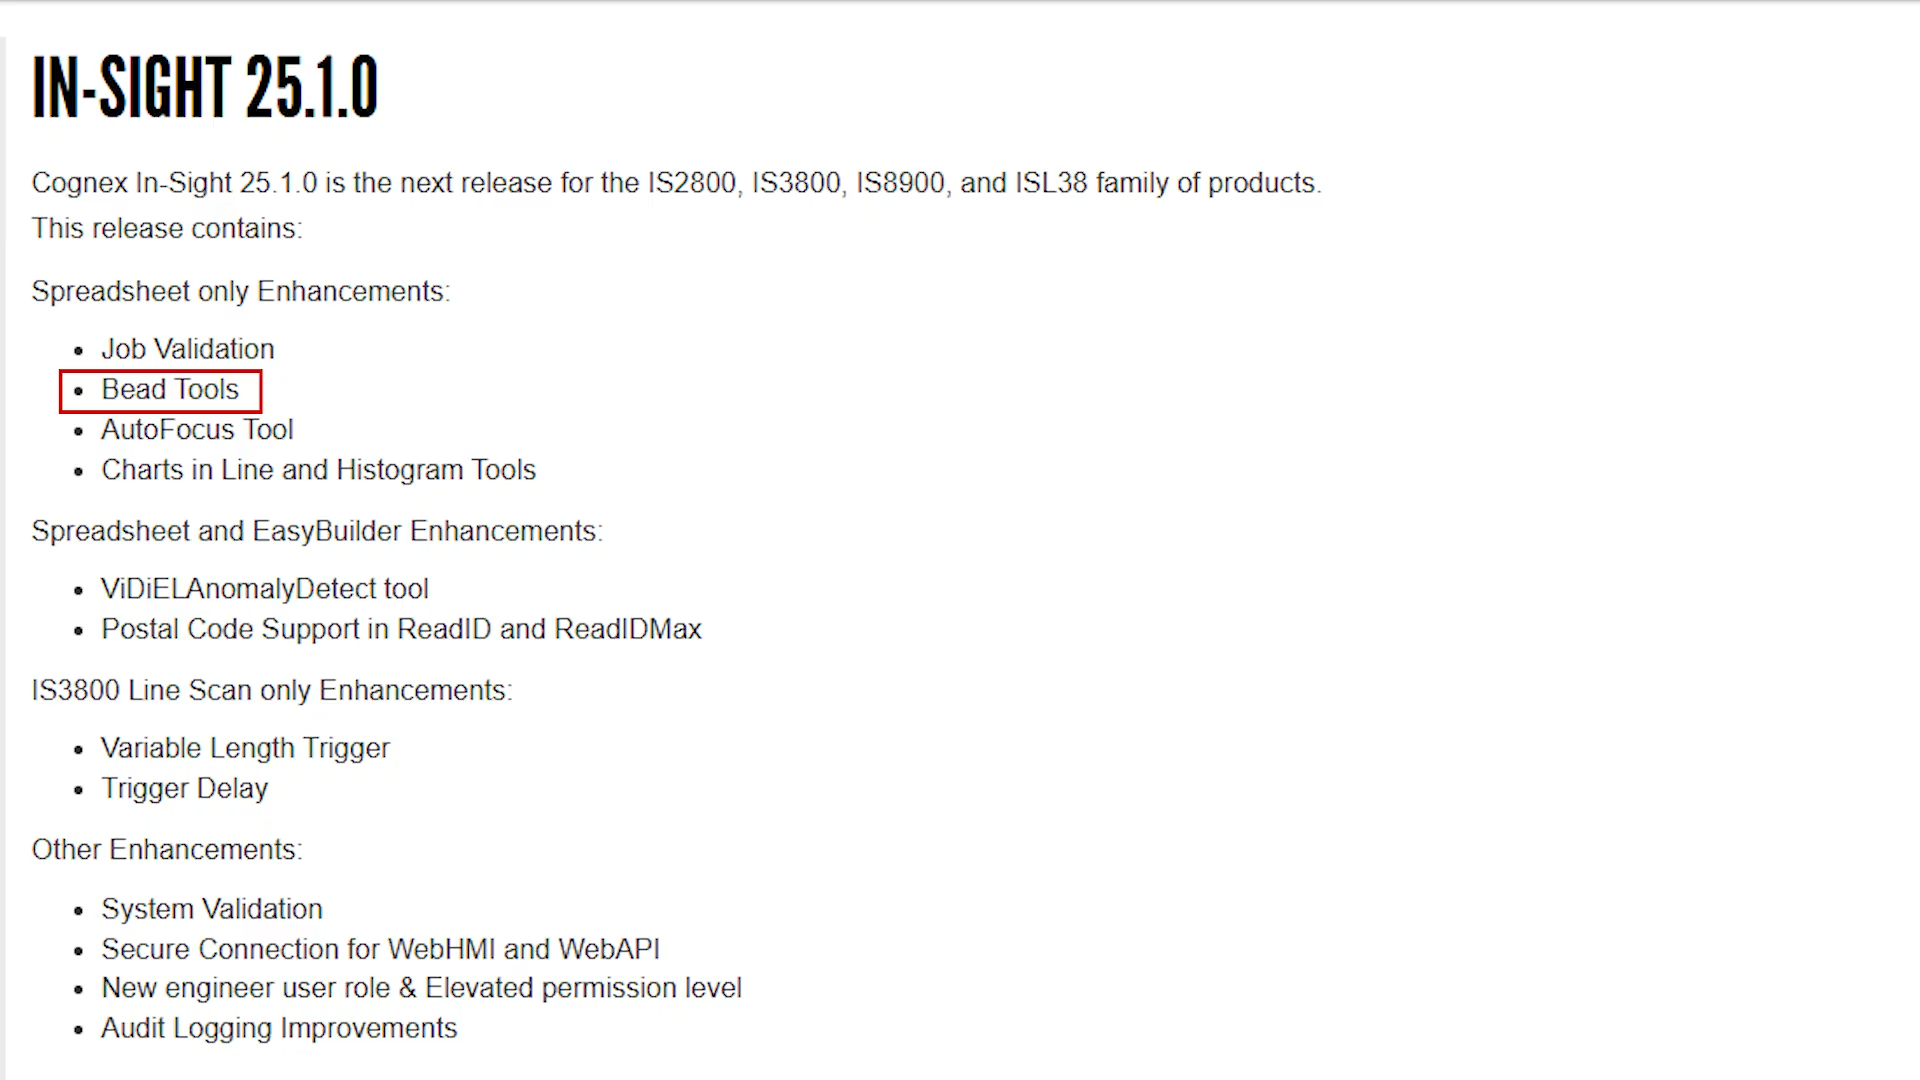 IN-SIGHT 25.1.0
Cognex In-Sight 25.1.0 is the next release for the IS2800, IS3800, IS8900, and ISL38 family of products.
This release contains:
Spreadsheet only Enhancements:
• Job Validation
• Bead Tools
• AutoFocus Tool
• Charts in Line and Histogram Tools
Spreadsheet and EasyBuilder Enhancements:
• ViDiELAnomalyDetect tool
• Postal Code Support in ReadID and ReadIDMax
IS3800 Line Scan only Enhancements:
• Variable Length Trigger
• Trigger Delay
Other Enhancements:
• System Validation
• Secure Connection for WebHMI and WebAPI
• New engineer user role & Elevated permission level
• Audit Logging Improvements